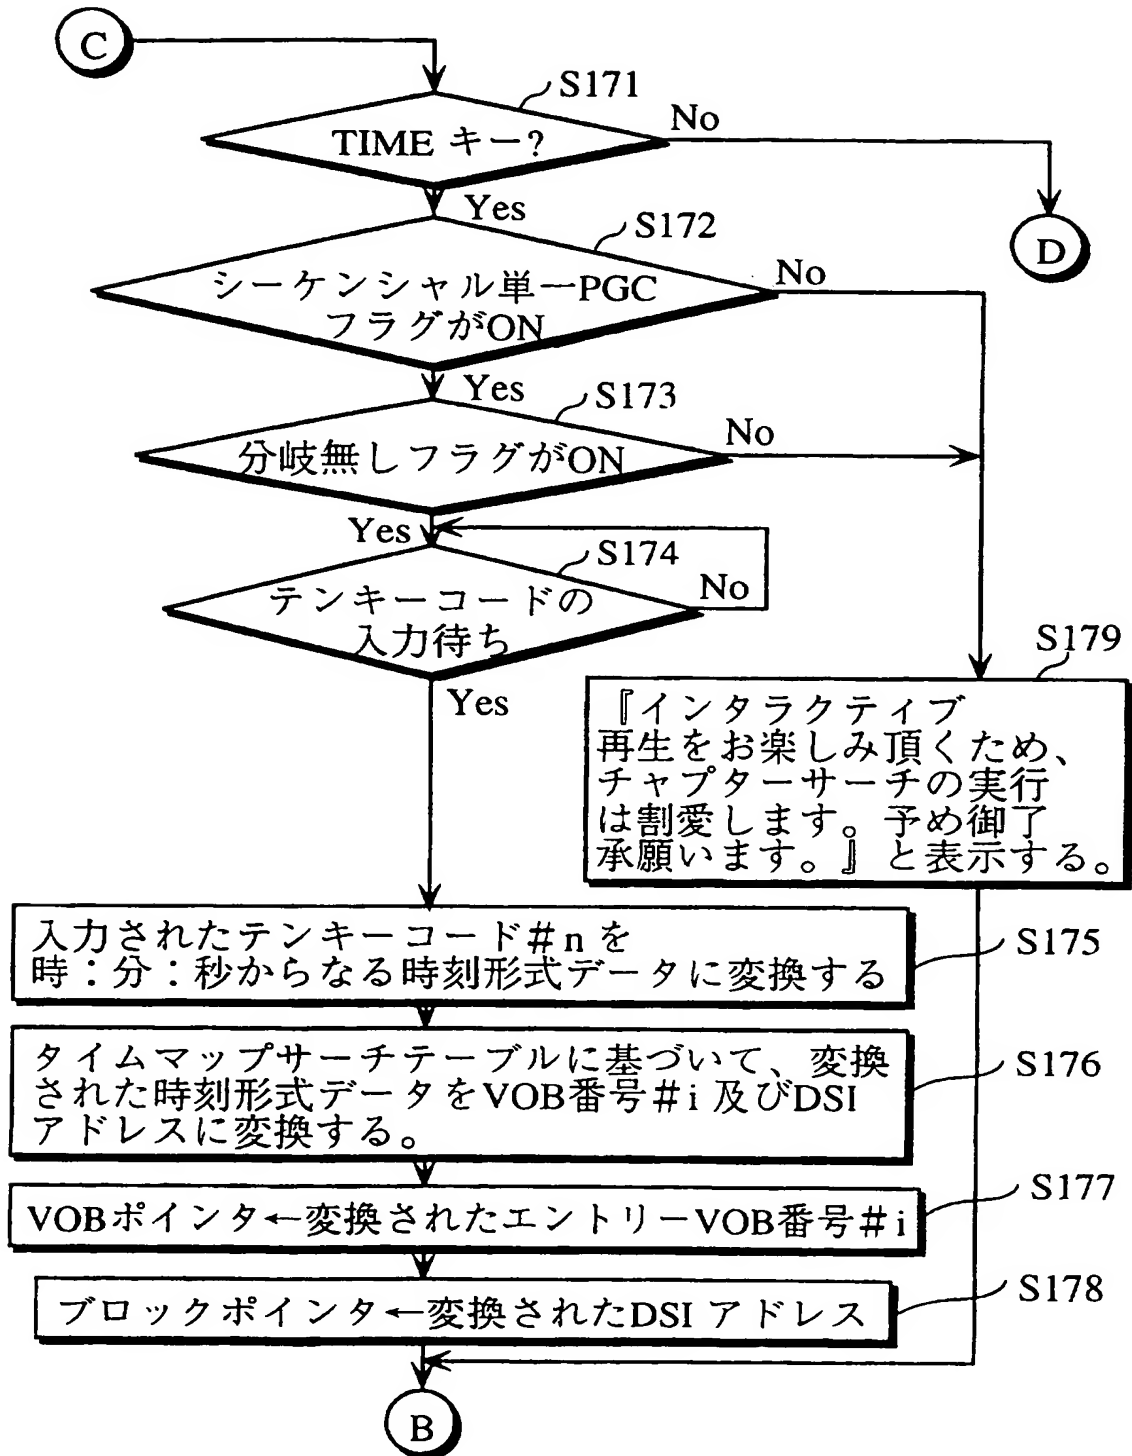 C
S171
TIME キー?
No
Yes
D
S172
シーケンシャル単一PGC
フラグがON
No
Yes
S173
分岐無しフラグがON
No
Yes
S174
テンキーコードの
入力待ち
No
Yes
S179
『インタラクティブ
再生をお楽しみ頂くため、
チャプターサーチの実行
は割愛します。予め御了
承願います。』と表示する。
入力されたテンキーコード#n を
時:分:秒からなる時刻形式データに変換する
S175
タイムマップサーチテーブルに基づいて、変換
された時刻形式データをVOB番号#i 及びDSI
アドレスに変換する。
S176
VOBポインタ←変換されたエントリーVOB番号#i
S177
ブロックポインタ←変換されたDSI アドレス
S178
B